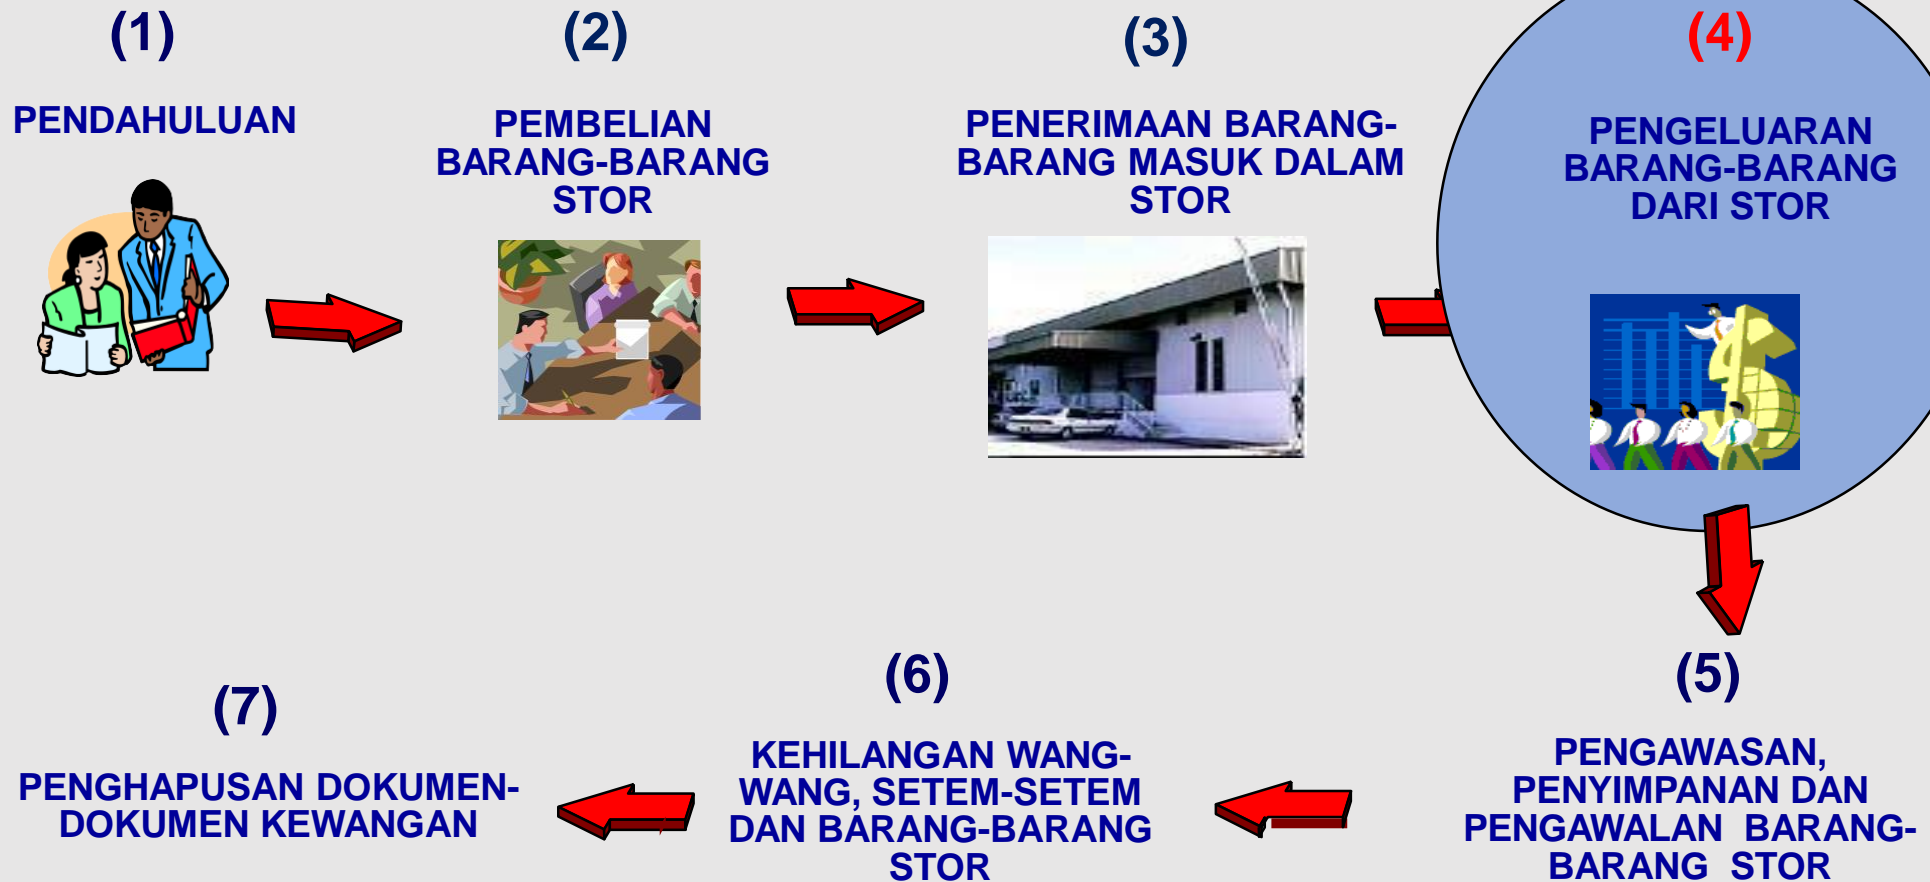 (1)
PENDAHULUAN
(2)
PEMBELIAN
BARANG-BARANG
STOR
(3)
PENERIMAAN BARANG-
BARANG MASUK DALAM
STOR
(4)
PENGELUARAN
BARANG-BARANG
DARI STOR
(5)
PENGAWASAN,
PENYIMPANAN DAN
PENGAWALAN BARANG-
BARANG STOR
(6)
KEHILANGAN WANG-
WANG, SETEM-SETEM
DAN BARANG-BARANG
STOR
(7)
PENGHAPUSAN DOKUMEN-
DOKUMEN KEWANGAN